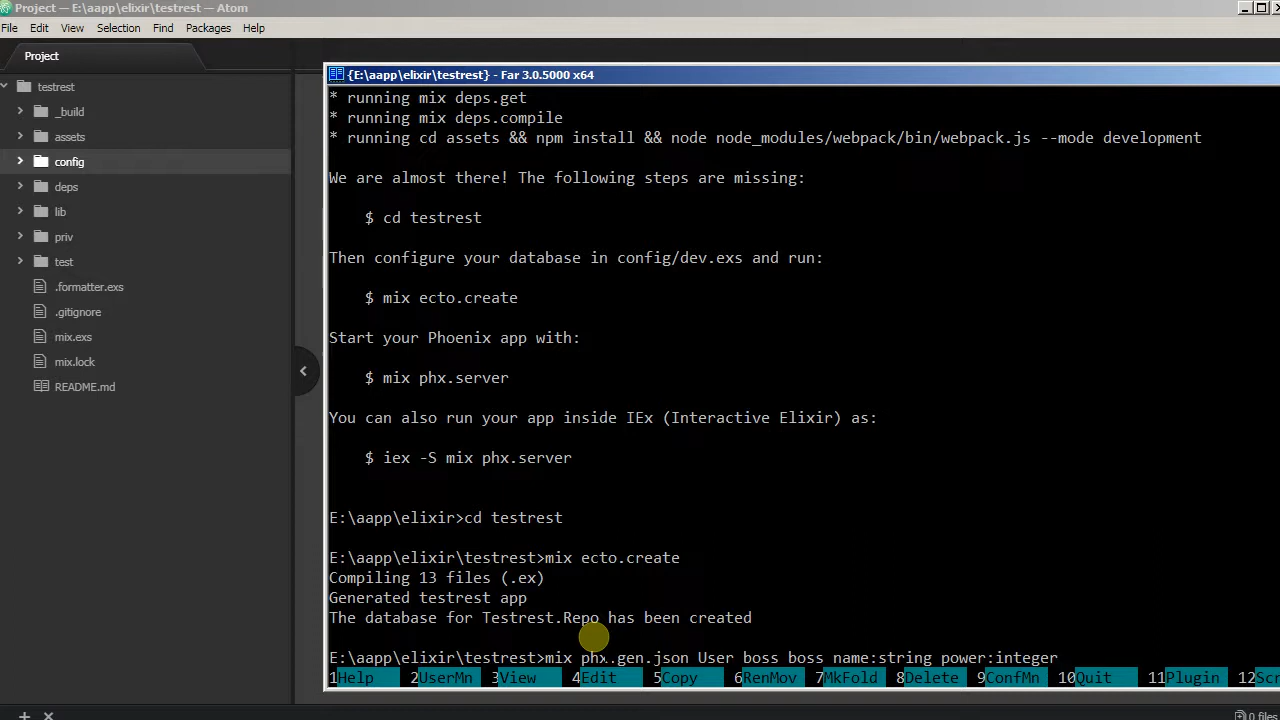 Project — E:\aapp\elixir\testrest — Atom
File Edit View Selection Find Packages Help
Project
testrest
_build
assets
config
deps
lib
priv
test
.formatter.exs
.gitignore
mix.exs
mix.lock
README.md
{E:\aapp\elixir\testrest} - Far 3.0.5000 x64
* running mix deps.get
* running mix deps.compile
* running cd assets && npm install && node node_modules/webpack/bin/webpack.js --mode development
We are almost there! The following steps are missing:
$ cd testrest
Then configure your database in config/dev.exs and run:
$ mix ecto.create
Start your Phoenix app with:
$ mix phx.server
You can also run your app inside IEx (Interactive Elixir) as:
$ iex -S mix phx.server
E:\aapp\elixir>cd testrest
E:\aapp\elixir\testrest>mix ecto.create
Compiling 13 files (.ex)
Generated testrest app
The database for Testrest.Repo has been created
E:\aapp\elixir\testrest>mix phx.gen.json User boss boss name:string power:integer
1Help 2UserMn 3View 4Edit 5Copy 6RenMov 7MkFold 8Delete 9ConfMn 10Quit 11Plugin 12Scr
0 files